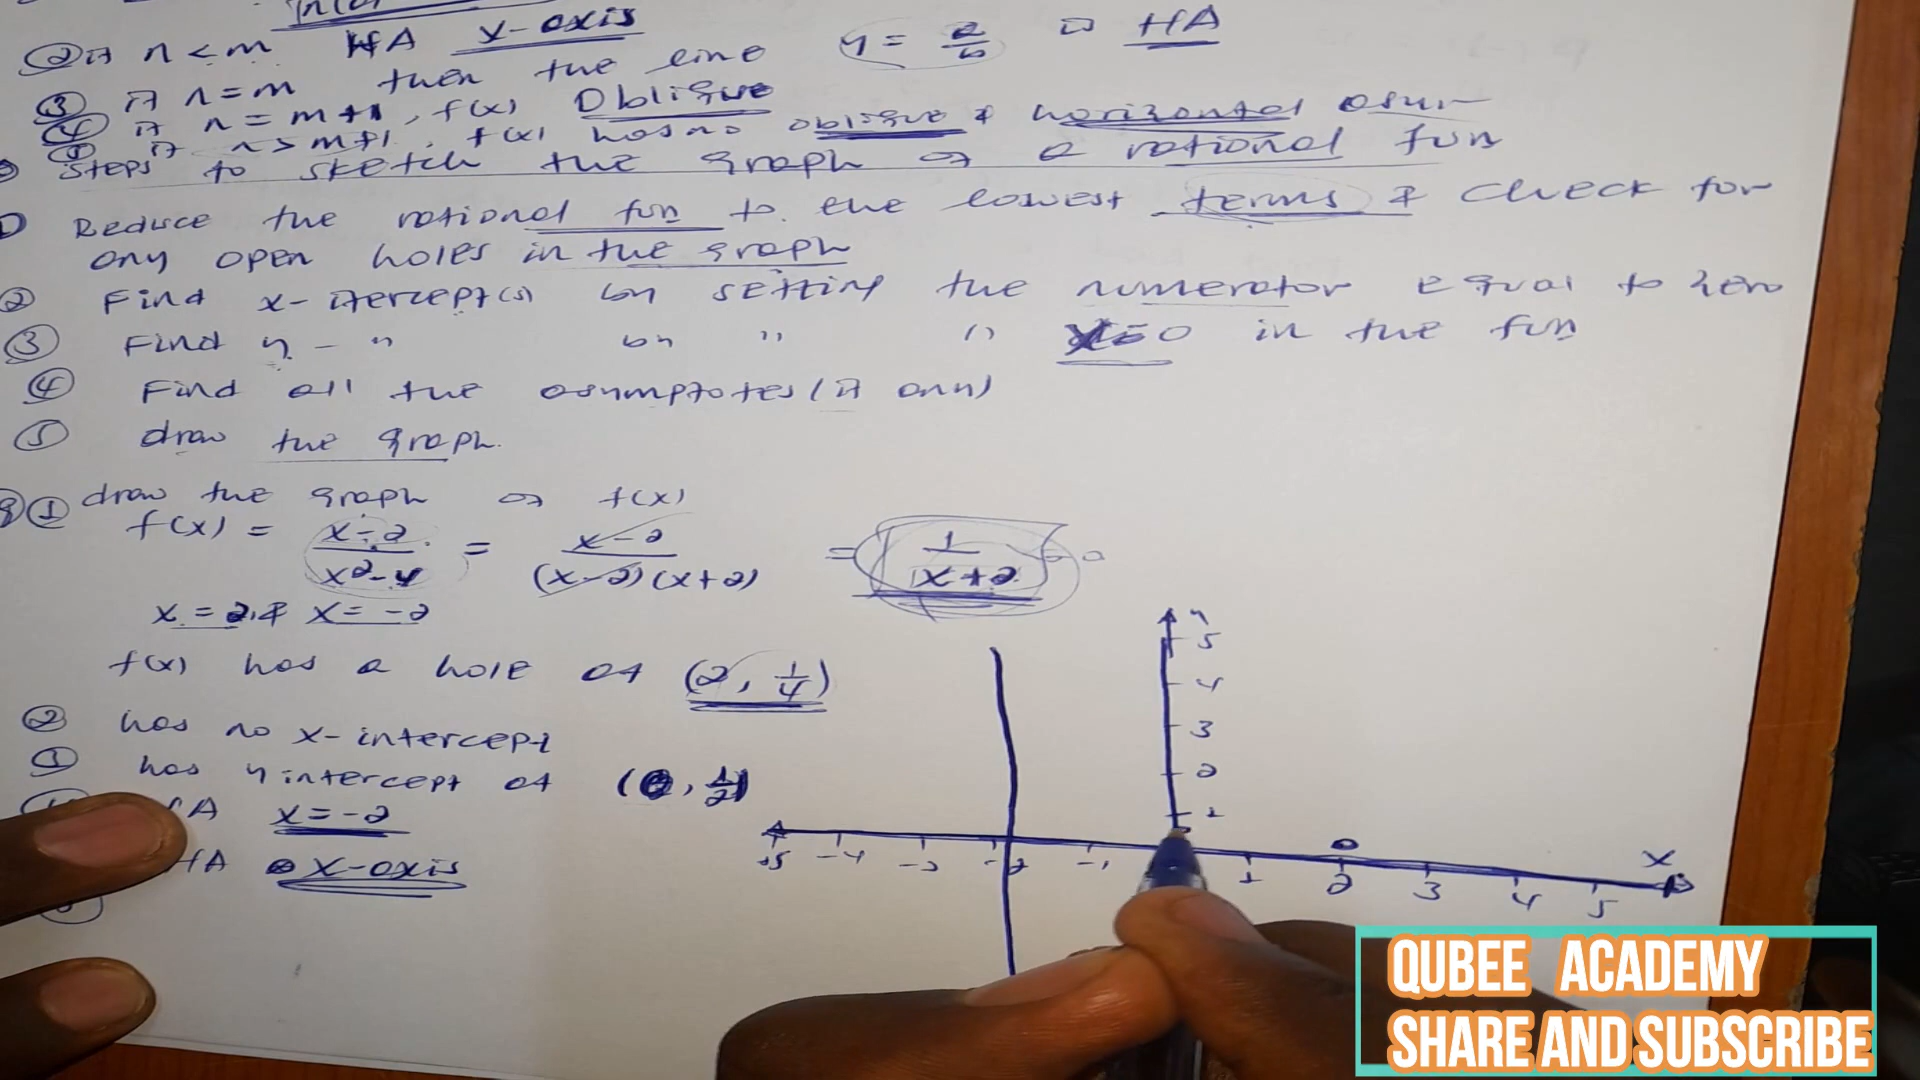 ② if n < m HA x-axis
③ if n = m then the line y = a/b is HA
④ if n = m+1, f(x) Oblique
⑤ if n > m+1, f(x) has no oblique & horizontal asym
Steps to sketch the graph of a rational fun
① Reduce the rational fun to the lowest terms & check for
any open holes in the graph
② Find x-itercept(s) by setting the numerator equal to zero
③ Find y - " by " " x=0 in the fun
④ Find all the asymptotes (if any)
⑤ draw the graph.
① draw the graph of f(x)
f(x) = x-2 / x²-4 = x-2 / (x-2)(x+2) = 1 / x+2 = 0
x = 2, & x = -2
f(x) has a hole at (2, 1/4)
② has no x-intercept
③ has y intercept at (0, 1/2)
VA x = -2
HA x-axis
y
5
4
3
2
1
-5 -4 -3 -2 -1 1 2 3 4 5 x
QUBEE ACADEMY
SHARE AND SUBSCRIBE